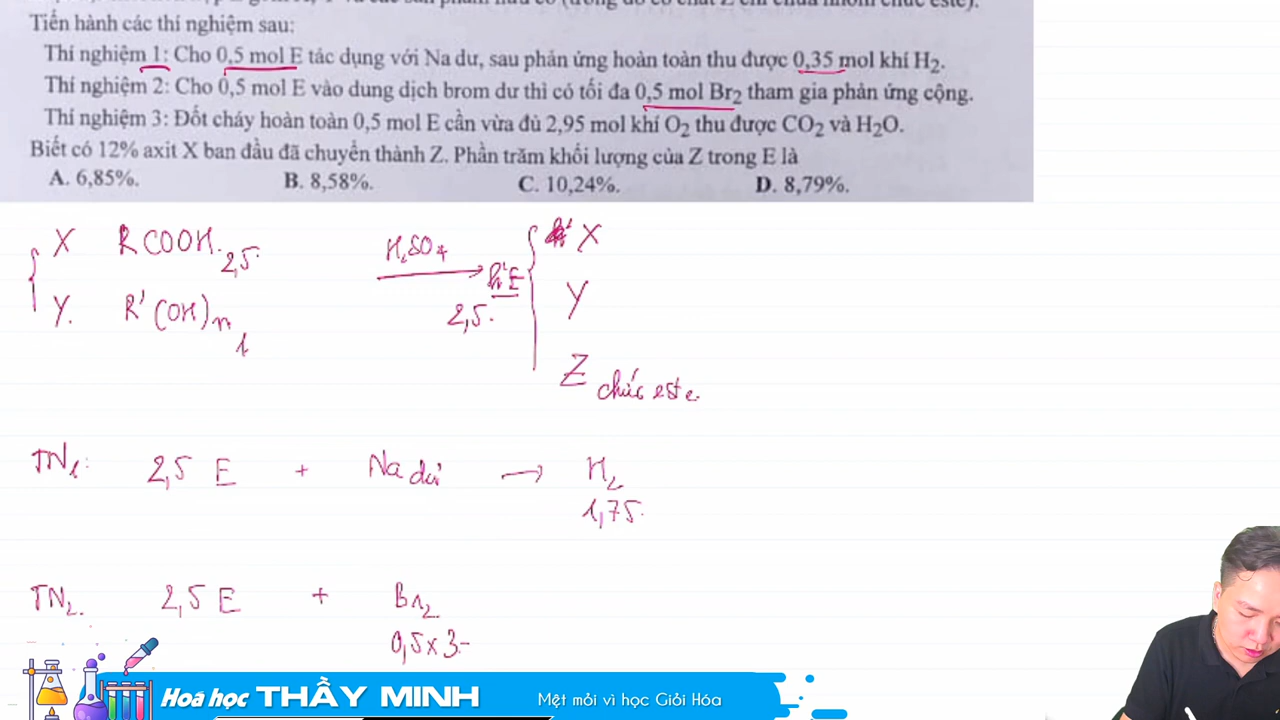 Tiến hành các thí nghiệm sau:
Thí nghiệm 1: Cho 0,5 mol E tác dụng với Na dư, sau phản ứng hoàn toàn thu được 0,35 mol khí H2.
Thí nghiệm 2: Cho 0,5 mol E vào dung dịch brom dư thì có tối đa 0,5 mol Br2 tham gia phản ứng cộng.
Thí nghiệm 3: Đốt cháy hoàn toàn 0,5 mol E cần vừa đủ 2,95 mol khí O2 thu được CO2 và H2O.
Biết có 12% axit X ban đầu đã chuyển thành Z. Phần trăm khối lượng của Z trong E là
A. 6,85%. B. 8,58%. C. 10,24%. D. 8,79%.
X RCOOH. 2,5. H2SO4 X
Y. R'(OH)n 1 2,5. h²E Y
Z chức este.
TN1: 2,5 E + Na dư → H2
1,75.
TN2. 2,5 E + Br2
0,5x3
Hoá học THẦY MINH Mệt mỏi vì học Giỏi Hóa